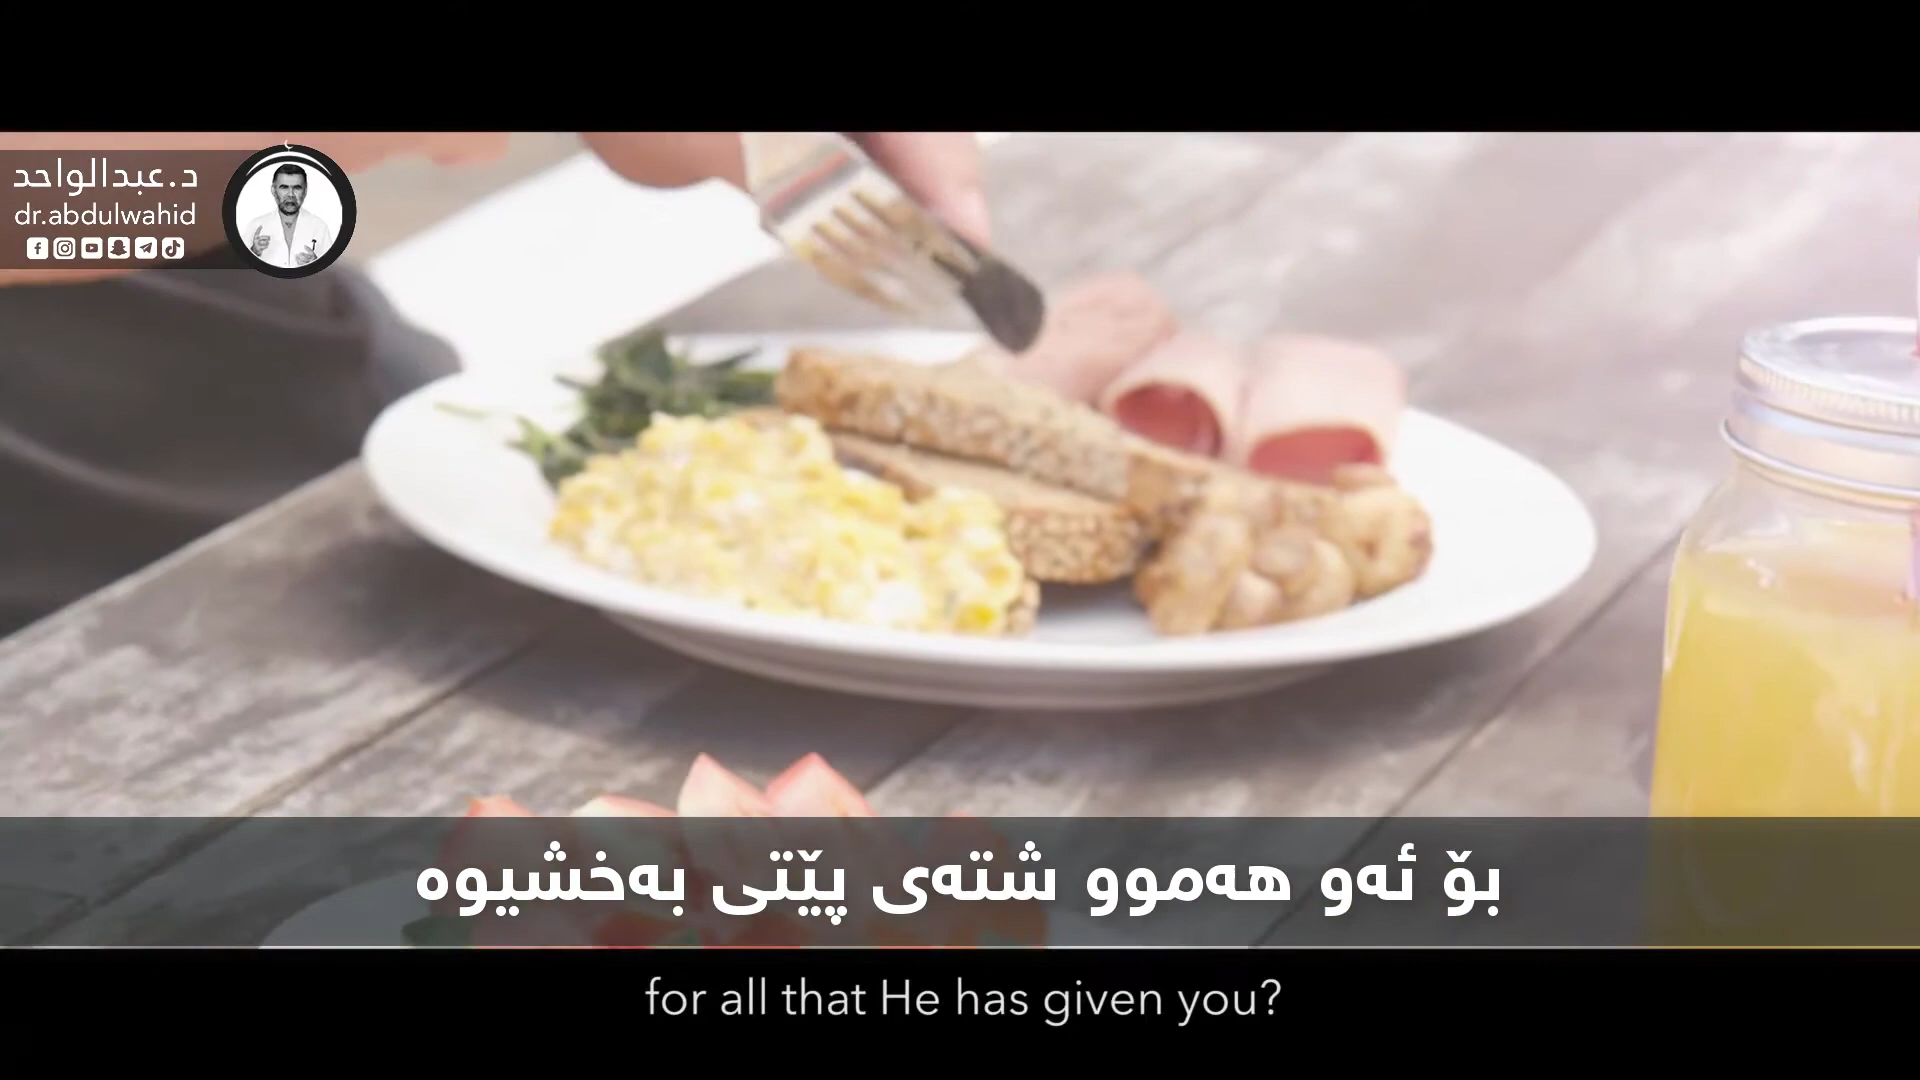 د.عبدالواحد
dr.abdulwahid
بۆ ئەو هەموو شتەی پێتی بەخشیوە
for all that He has given you?